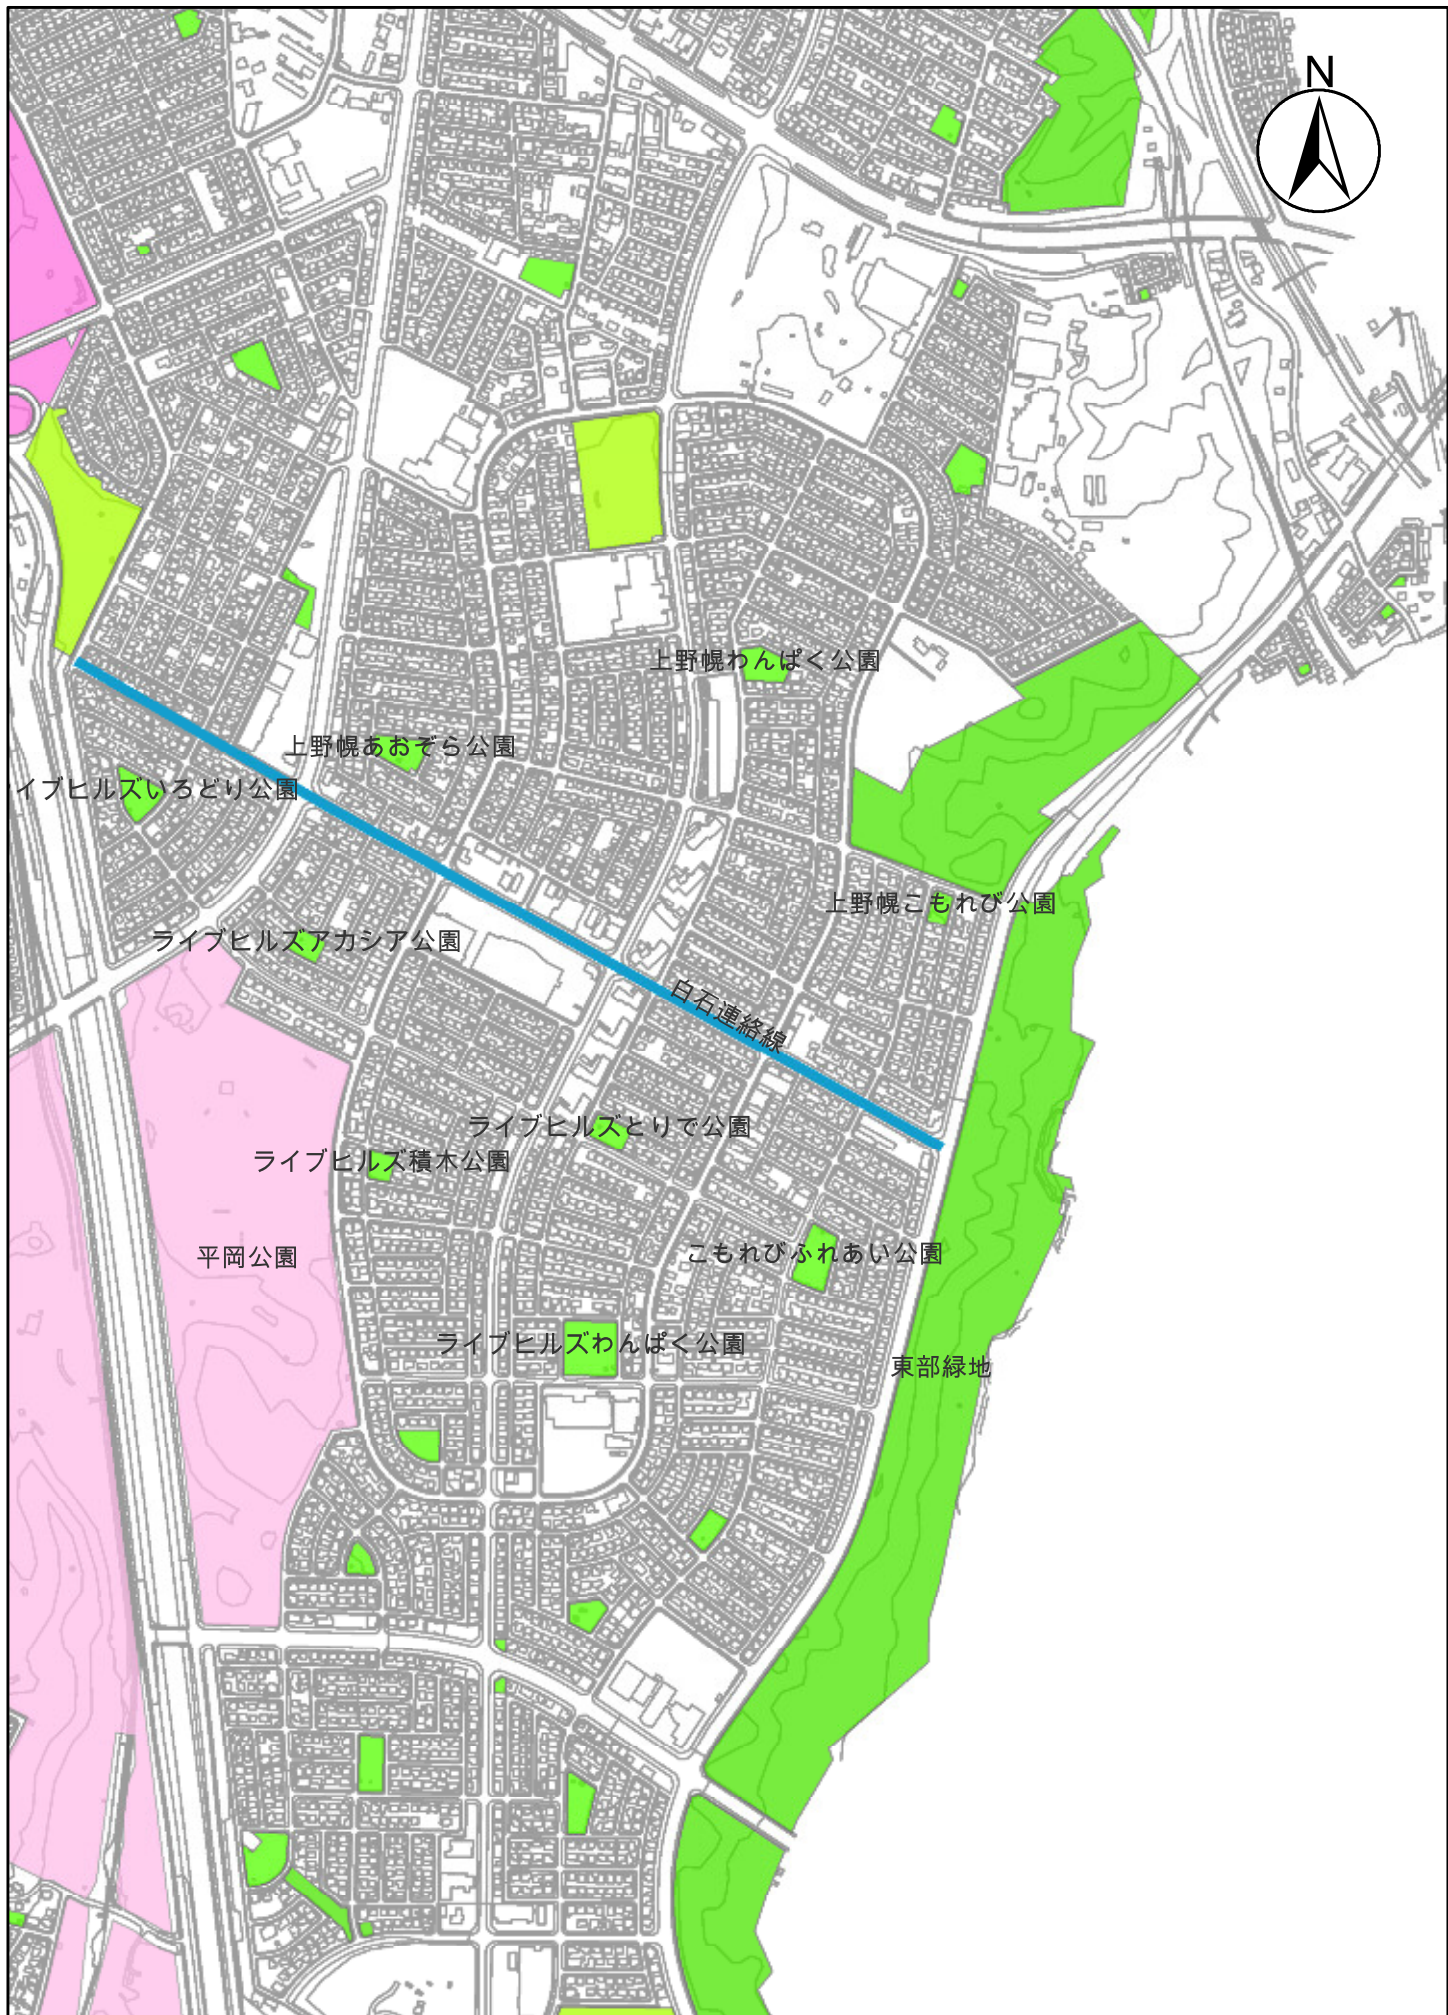 N
上野幌わんぱく公園
上野幌あおぞら公園
イブヒルズいろどり公園
上野幌こもれび公園
ライブヒルズアカシア公園
白石連絡線
ライブヒルズとりで公園
ライブヒルズ積木公園
こもれびふれあい公園
平岡公園
ライブヒルズわんぱく公園
東部緑地